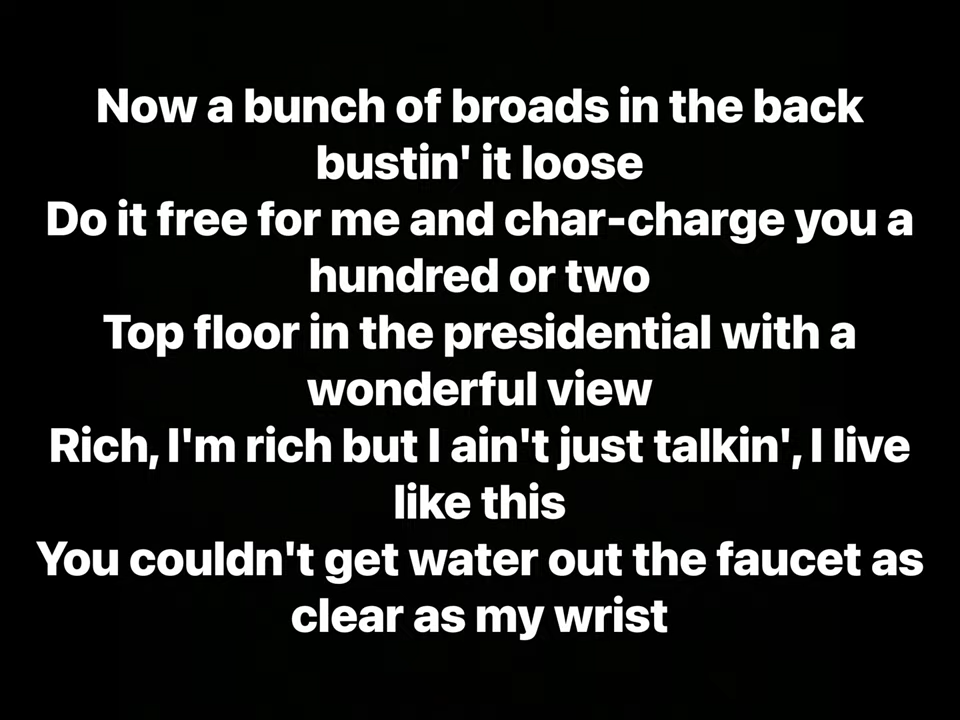 Now a bunch of broads in the back
bustin' it loose
Do it free for me and char-charge you a
hundred or two
Top floor in the presidential with a
wonderful view
Rich, I'm rich but I ain't just talkin', I live
like this
You couldn't get water out the faucet as
clear as my wrist